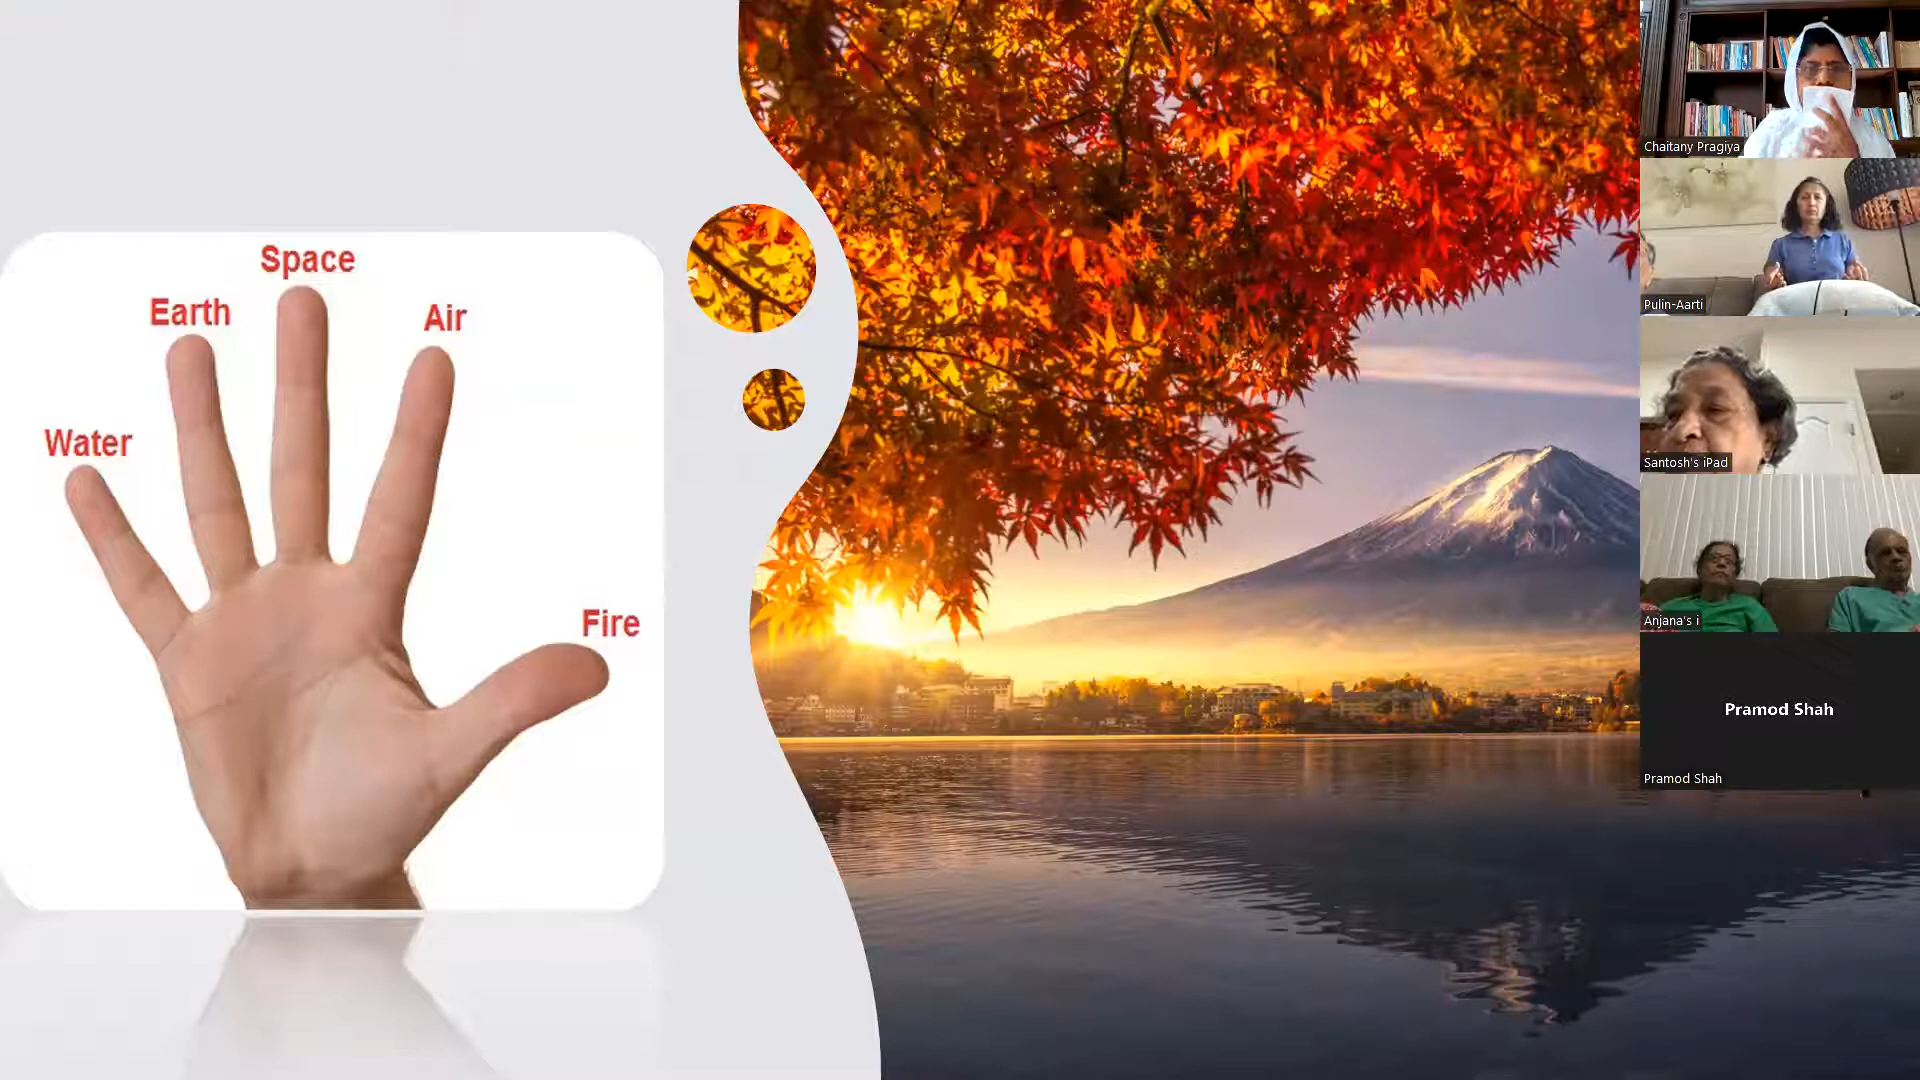 Space
Earth
Air
Water
Fire
Chaitany Pragiya
Pulin-Aarti
Santosh's iPad
Anjana's i
Pramod Shah
Pramod Shah